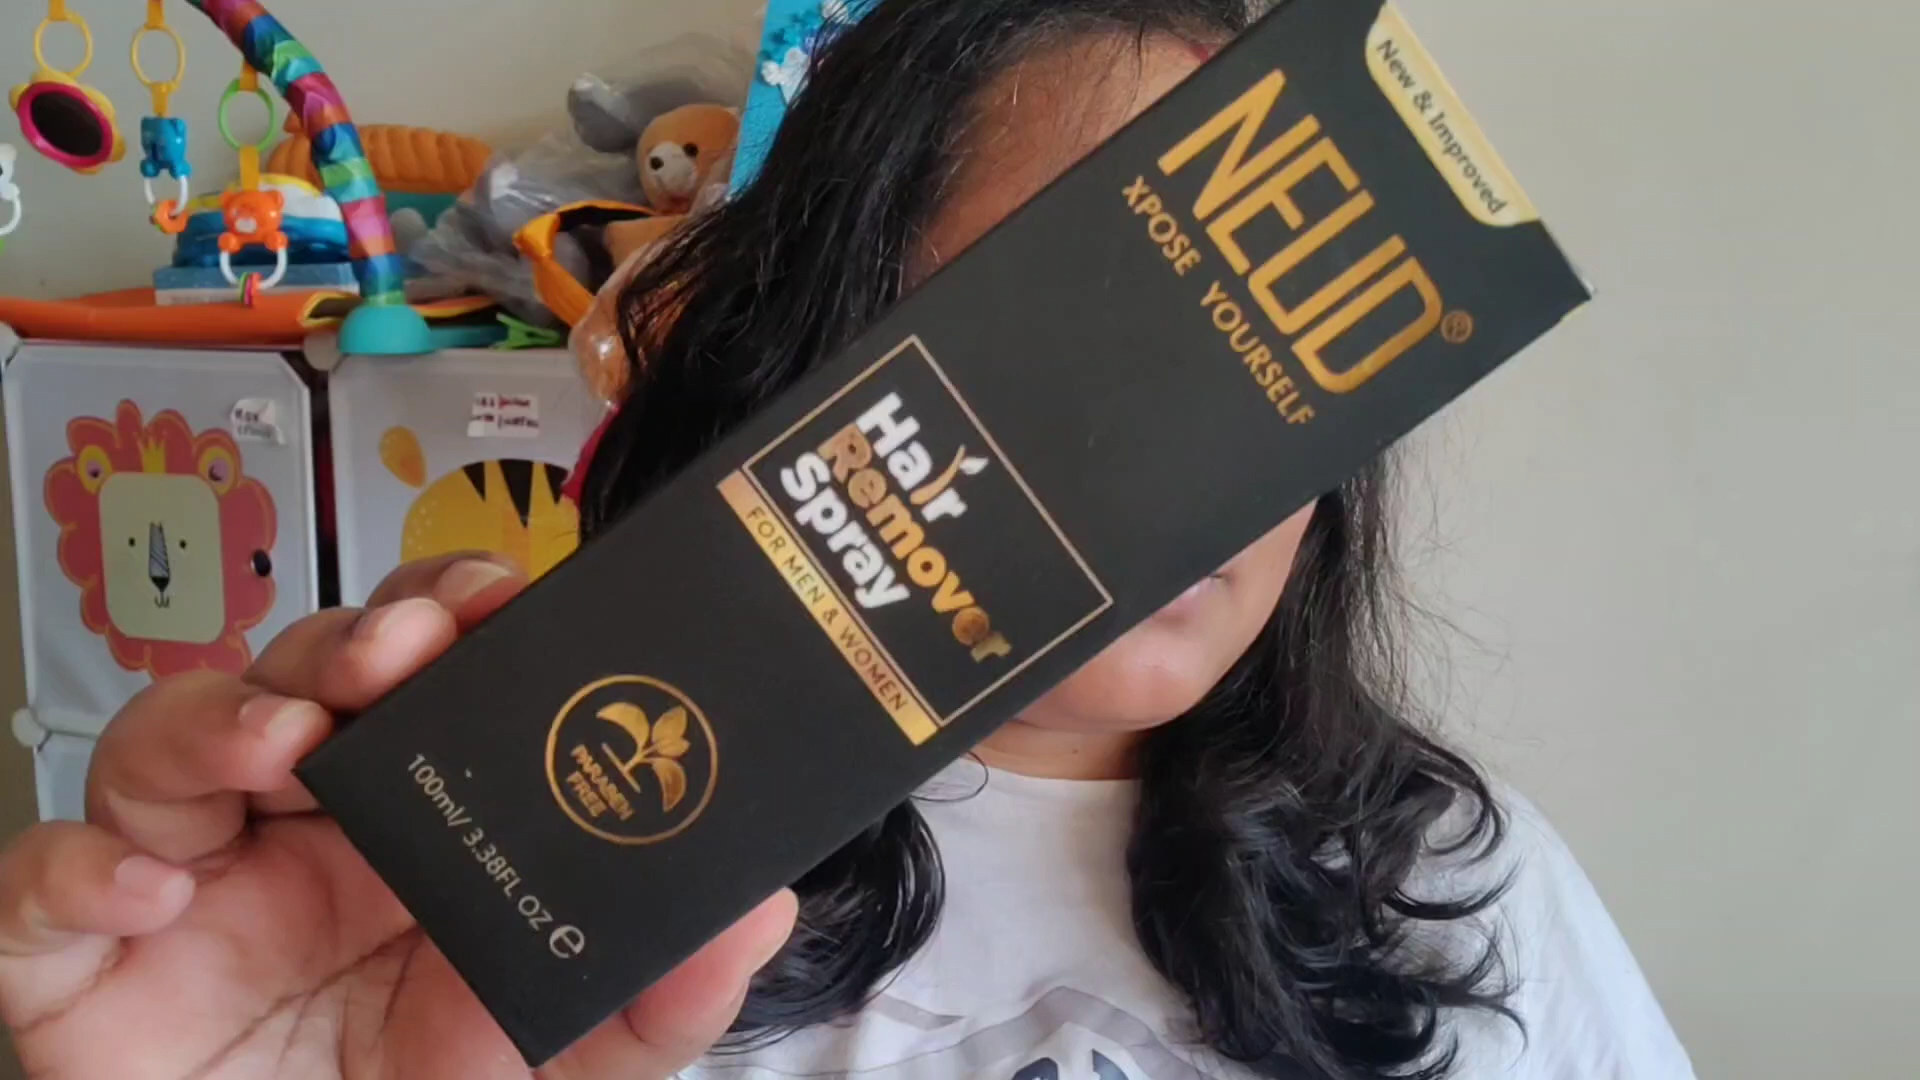 New & Improved
NEUD®
XPOSE YOURSELF
Hair
Remover
Spray
FOR MEN & WOMEN
PARABEN
FREE
100ml/ 3.38FL OZ e